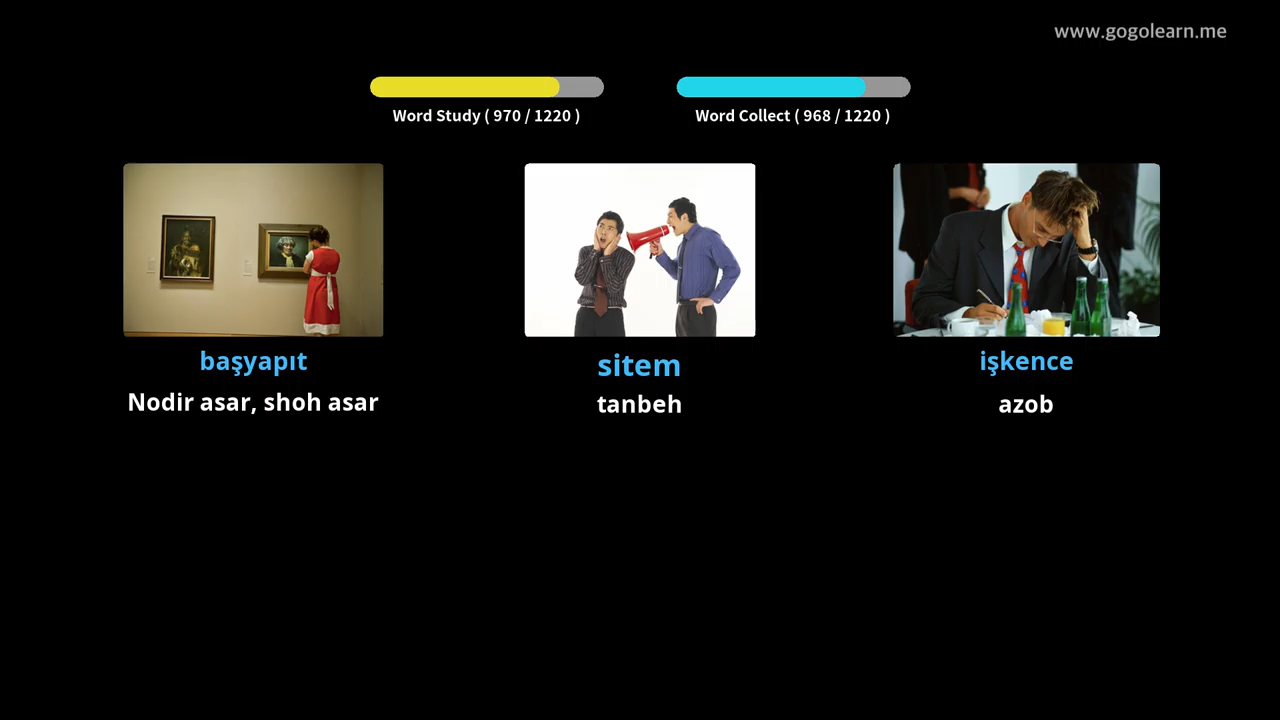 www.gogolearn.me
Word Study ( 970 / 1220 )
Word Collect ( 968 / 1220 )
başyapıt
sitem
işkence
Nodir asar, shoh asar
tanbeh
azob